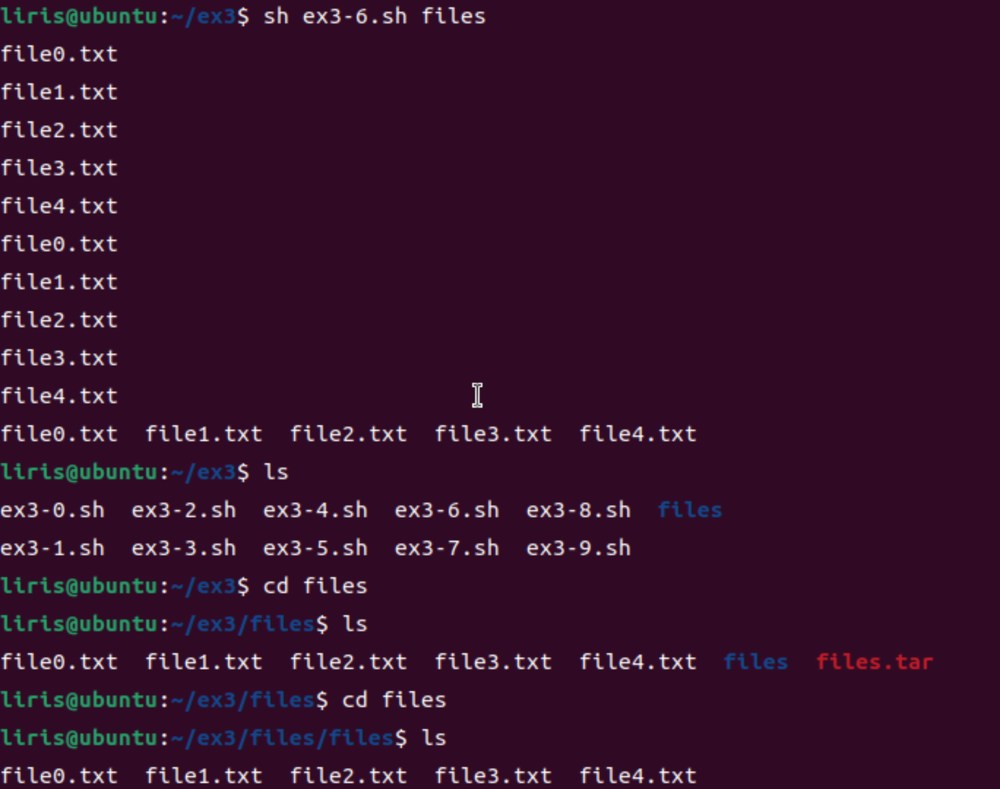 liris@ubuntu:~/ex3$ sh ex3-6.sh files
file0.txt
file1.txt
file2.txt
file3.txt
file4.txt
file0.txt
file1.txt
file2.txt
file3.txt
file4.txt
file0.txt  file1.txt  file2.txt  file3.txt  file4.txt
liris@ubuntu:~/ex3$ ls
ex3-0.sh  ex3-2.sh  ex3-4.sh  ex3-6.sh  ex3-8.sh  files
ex3-1.sh  ex3-3.sh  ex3-5.sh  ex3-7.sh  ex3-9.sh
liris@ubuntu:~/ex3$ cd files
liris@ubuntu:~/ex3/files$ ls
file0.txt  file1.txt  file2.txt  file3.txt  file4.txt  files  files.tar
liris@ubuntu:~/ex3/files$ cd files
liris@ubuntu:~/ex3/files/files$ ls
file0.txt  file1.txt  file2.txt  file3.txt  file4.txt